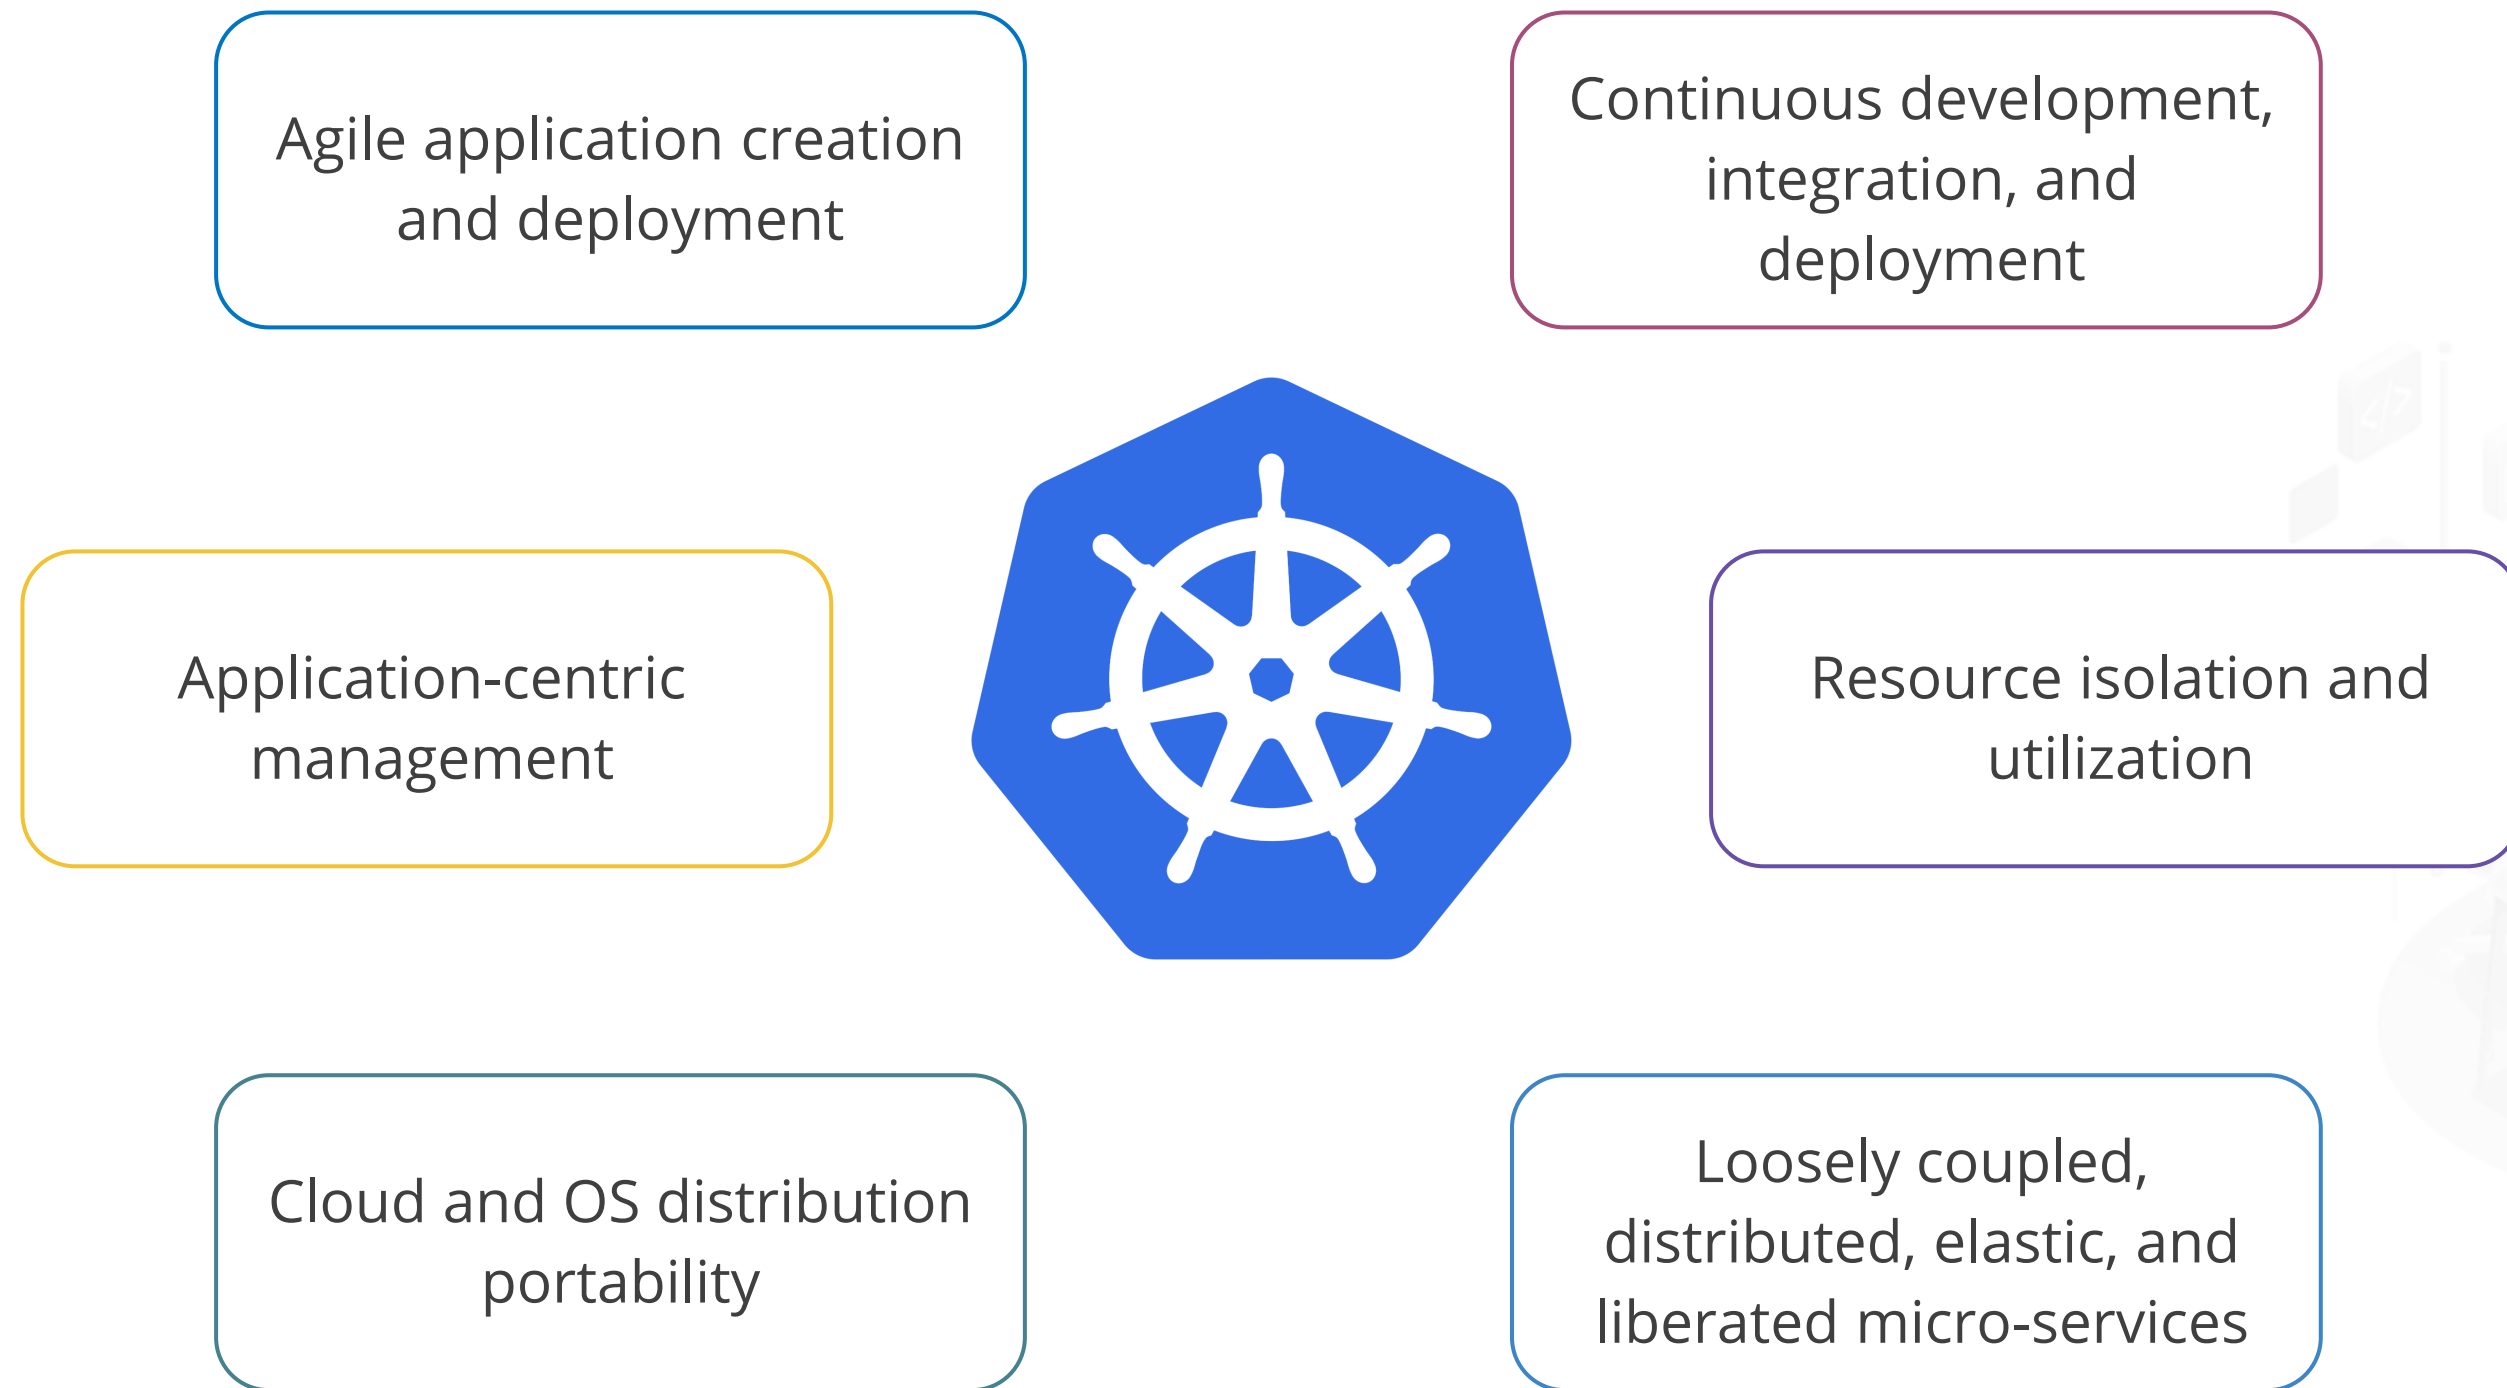 Agile application creation
and deployment
Continuous development,
integration, and
deployment
Application-centric
management
Resource isolation and
utilization
Cloud and OS distribution
portability
Loosely coupled,
distributed, elastic, and
liberated micro-services